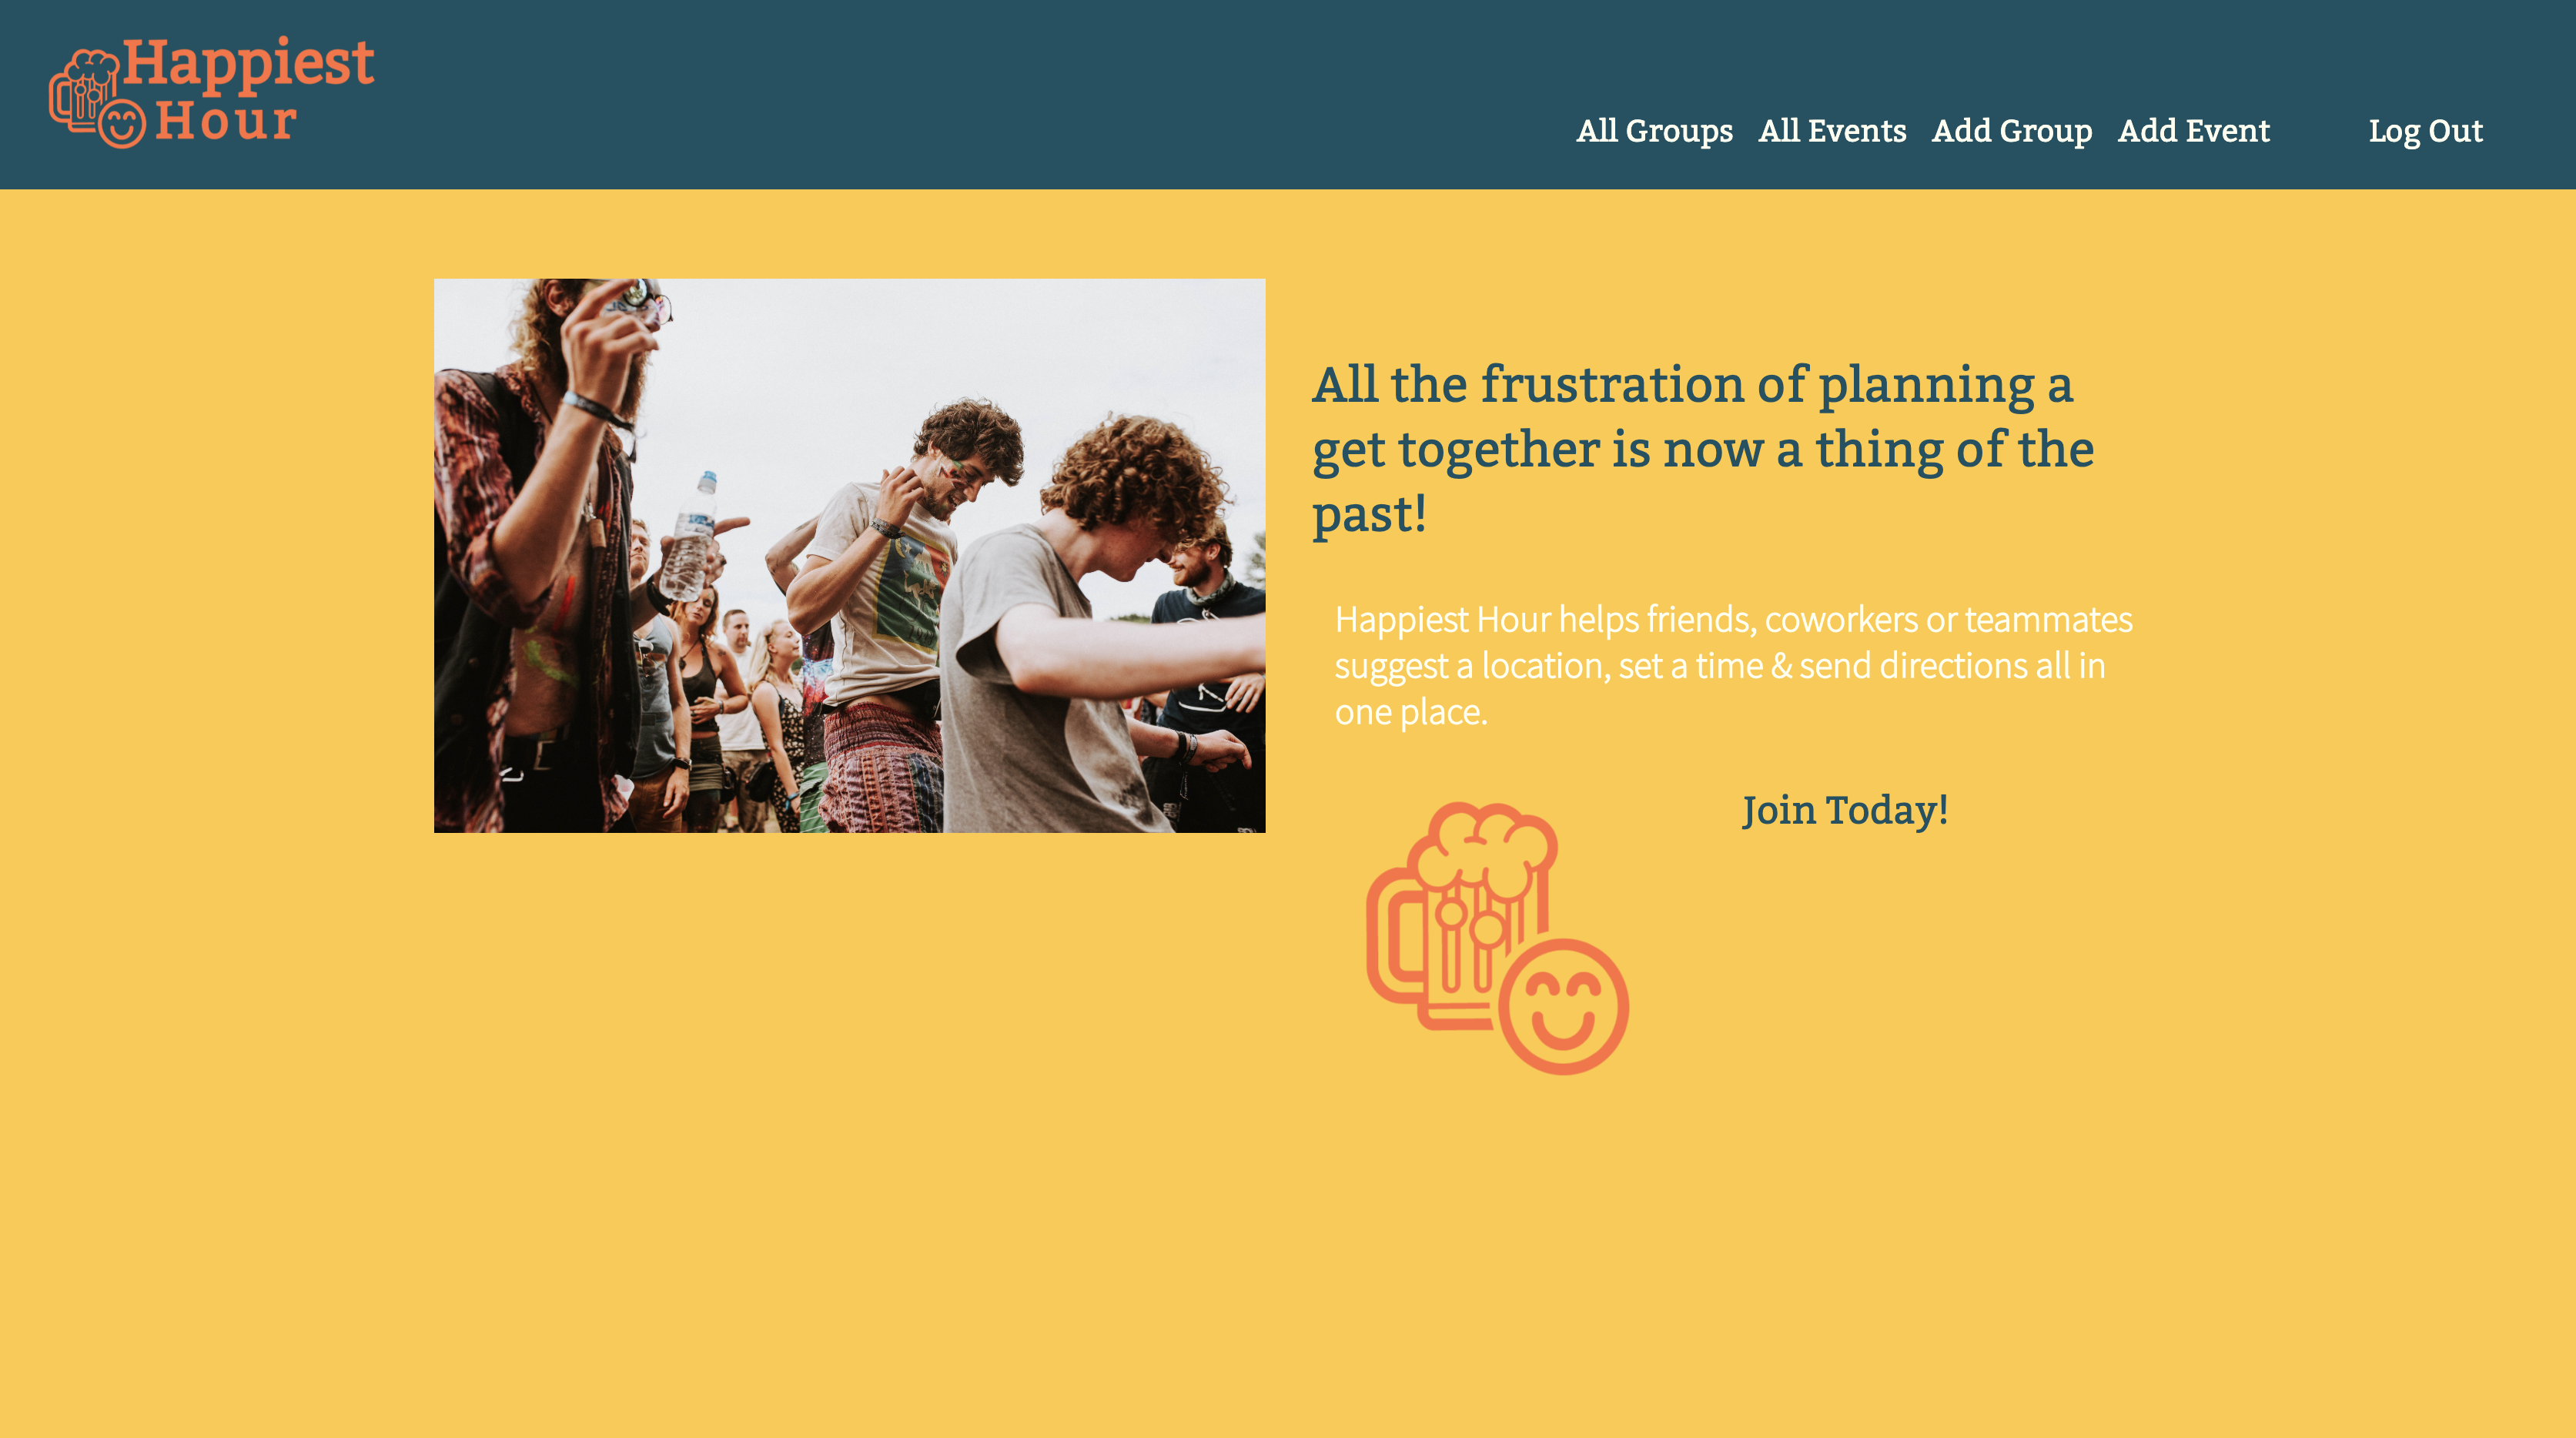 Happiest
Hour
All Groups All Events Add Group Add Event Log Out
All the frustration of planning a
get together is now a thing of the
past!
Happiest Hour helps friends, coworkers or teammates
suggest a location, set a time & send directions all in
one place.
Join Today!